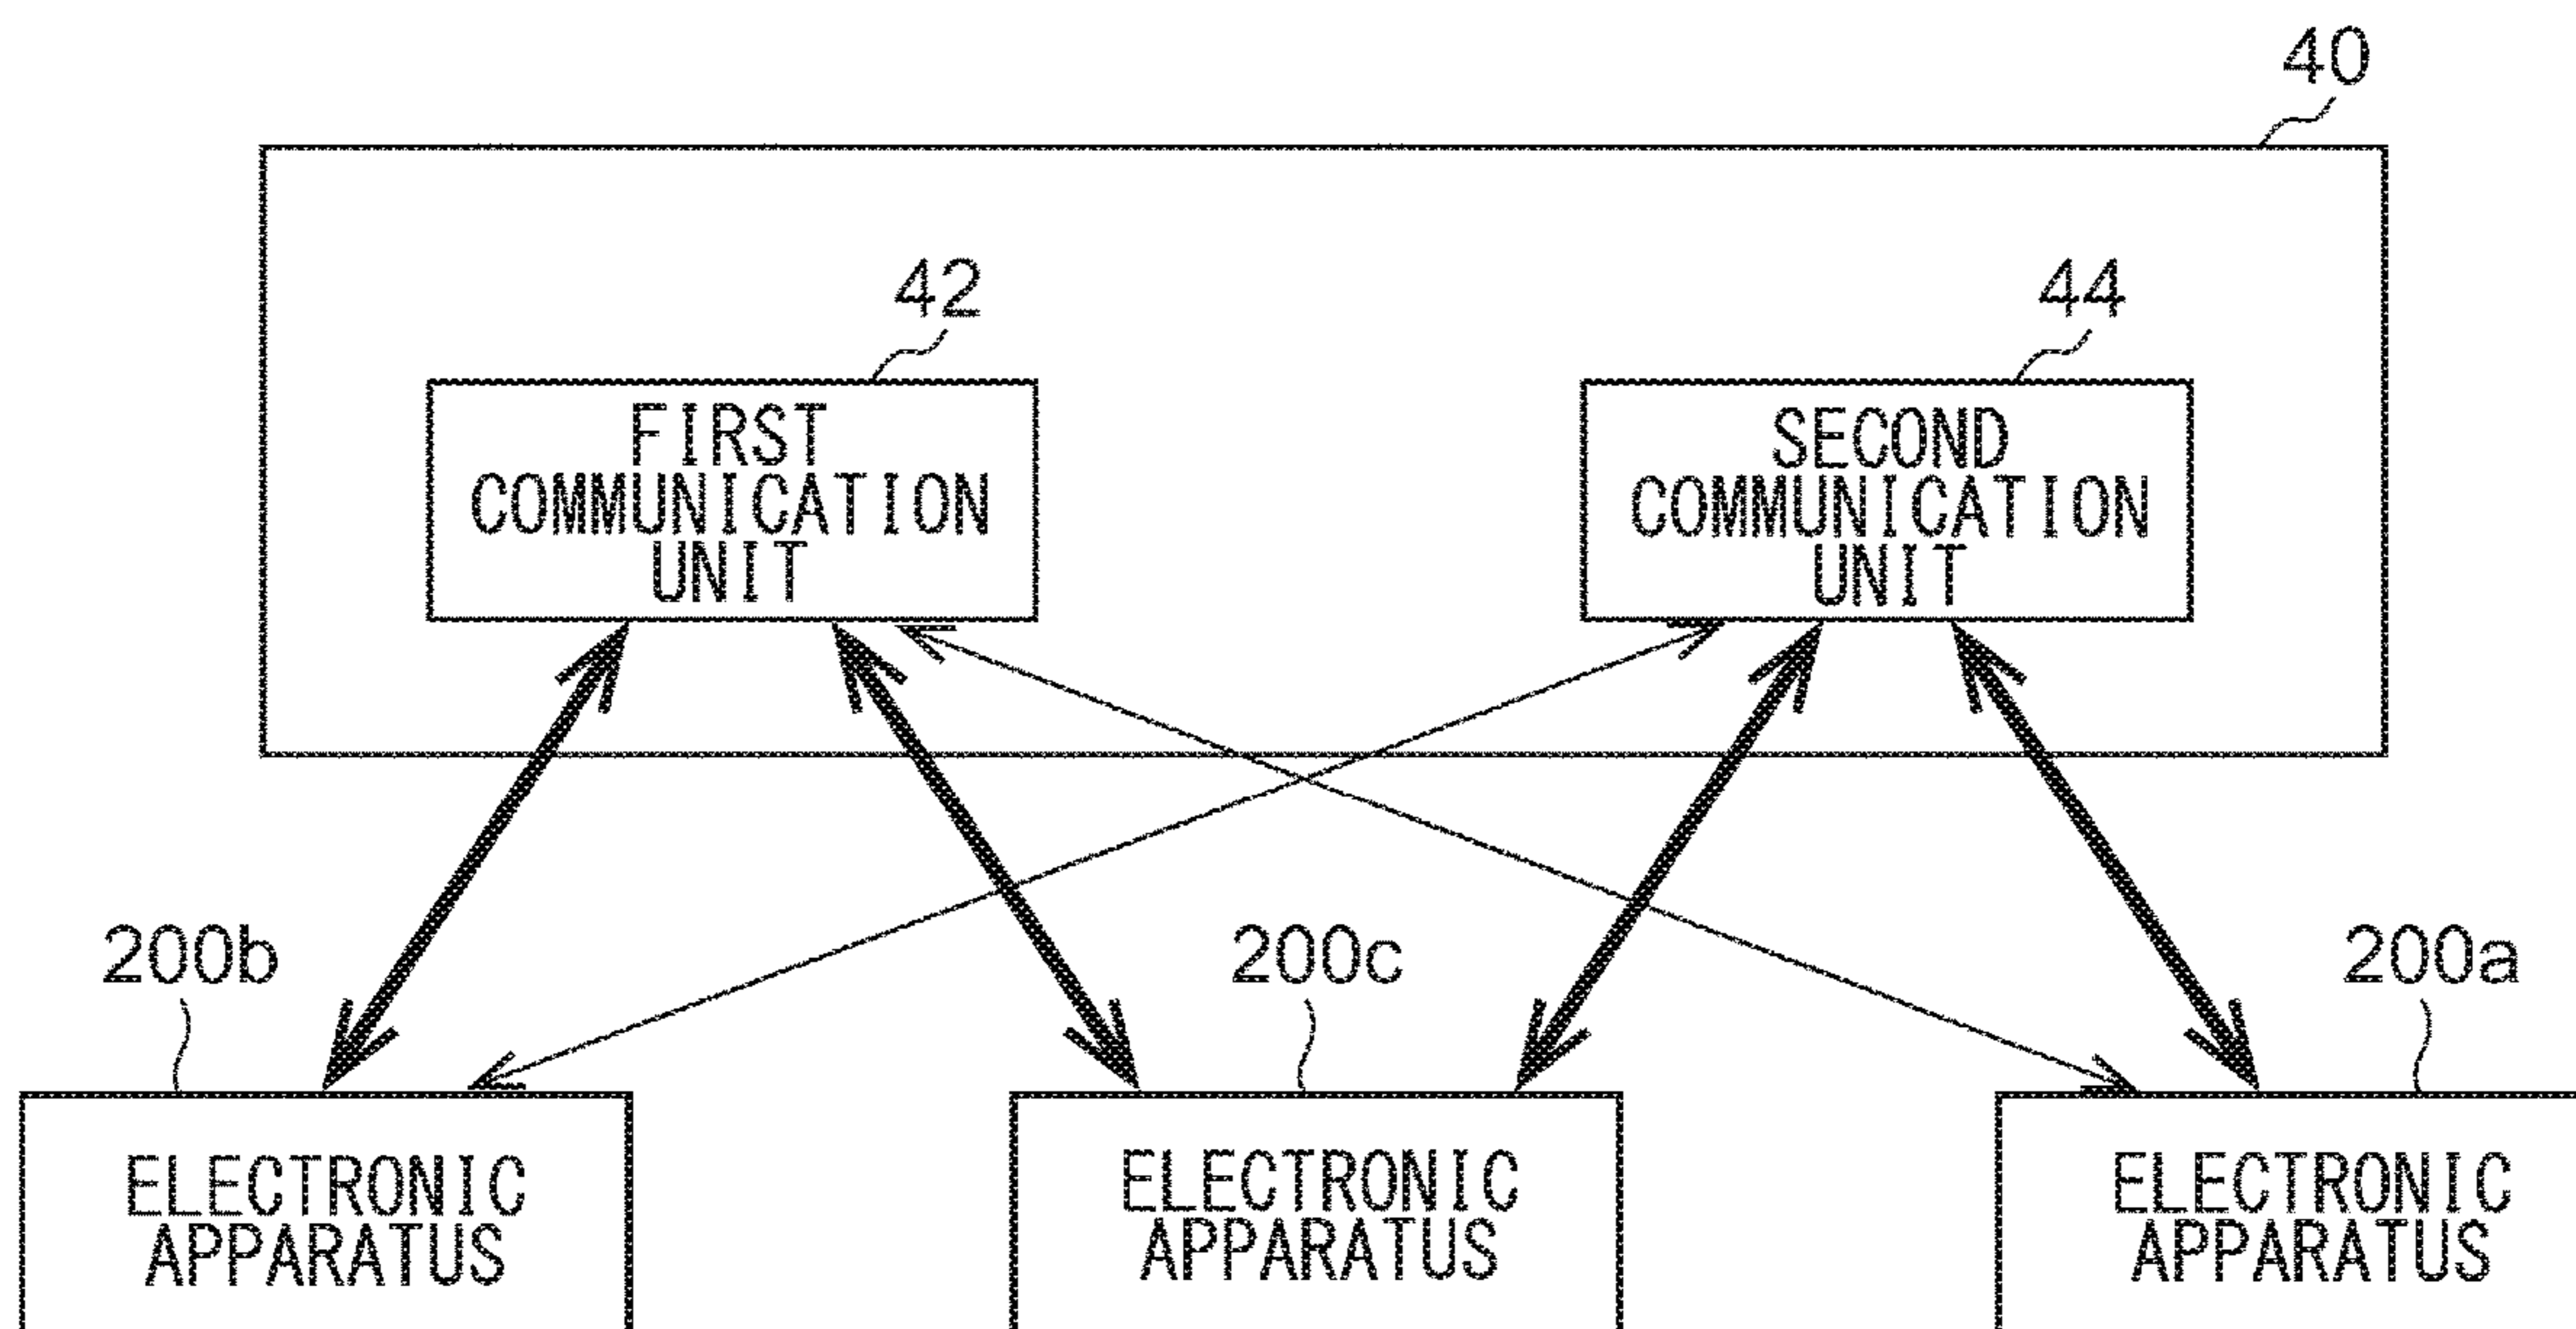 40
42
44
FIRST
COMMUNICATION
UNIT
SECOND
COMMUNICATION
UNIT
200b
200c
200a
ELECTRONIC
APPARATUS
ELECTRONIC
APPARATUS
ELECTRONIC
APPARATUS